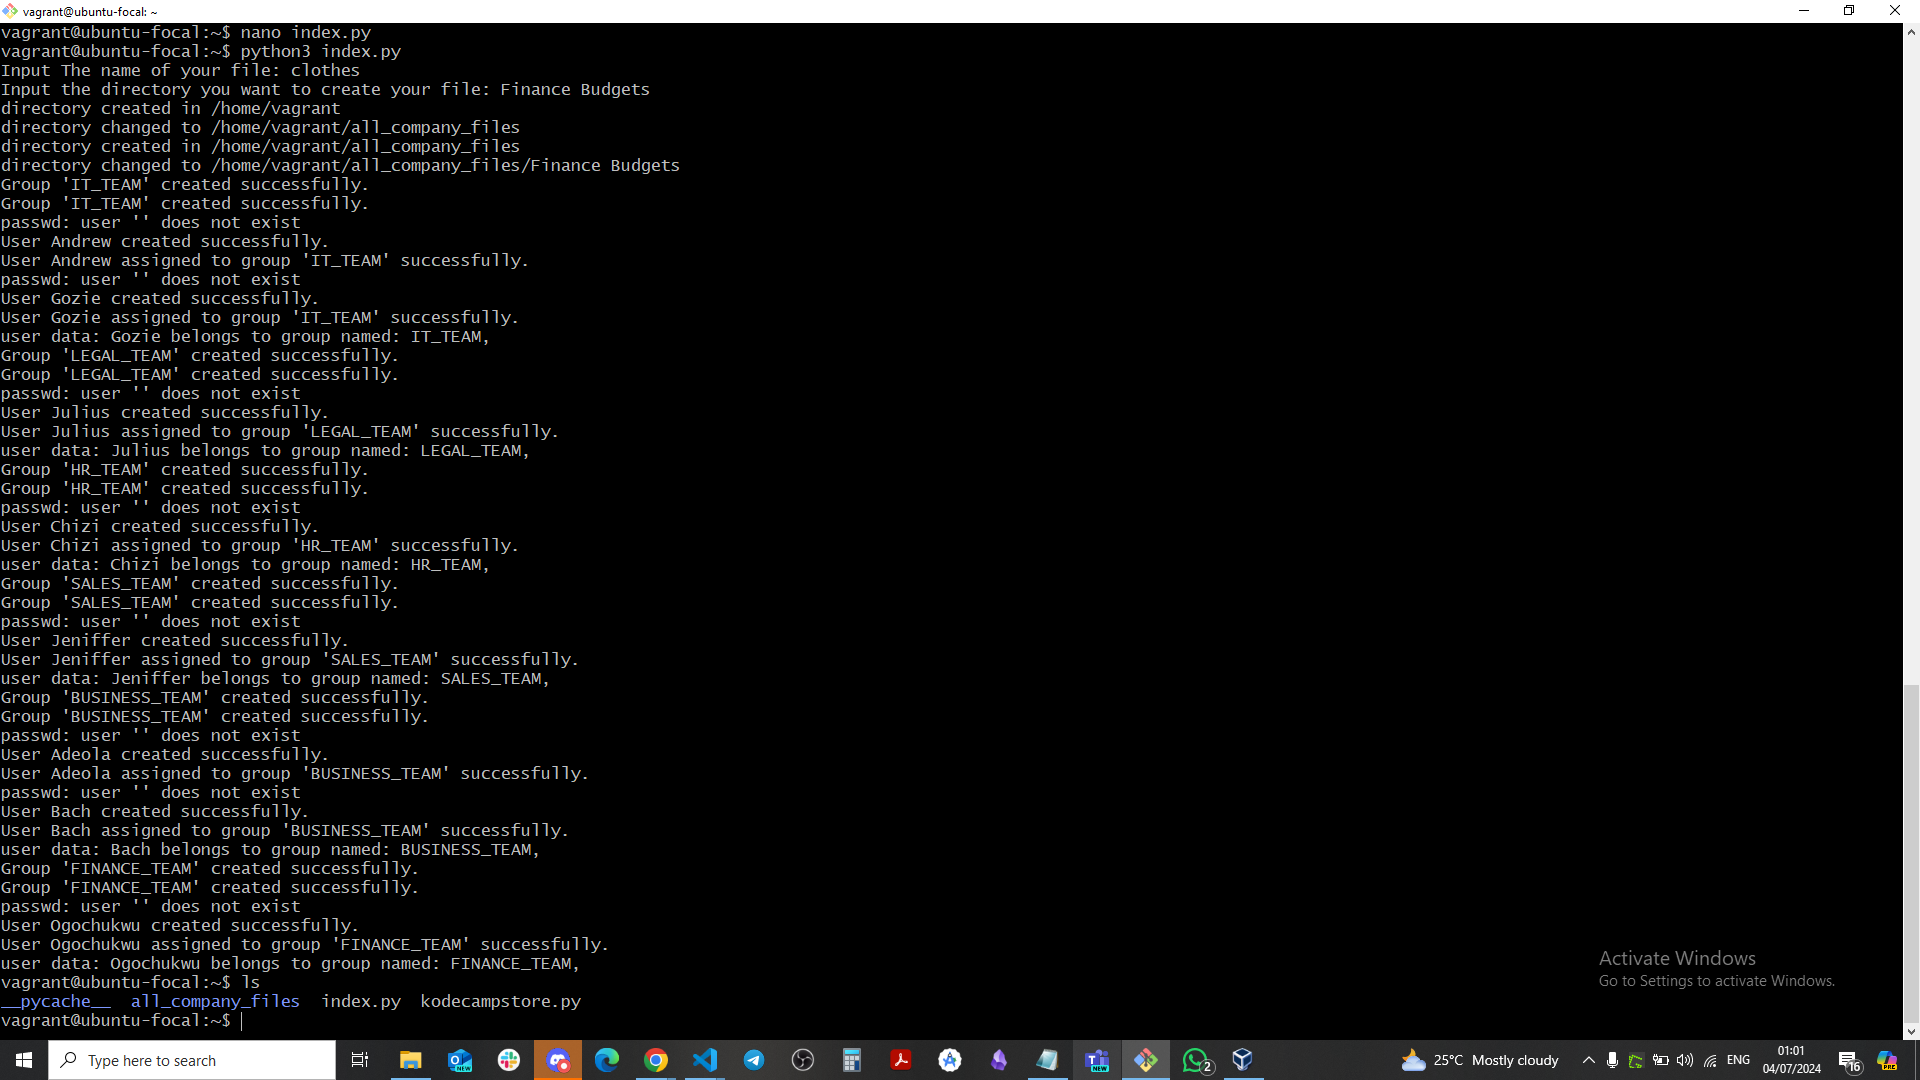 vagrant@ubuntu-focal: ~
vagrant@ubuntu-focal:~$ nano index.py
vagrant@ubuntu-focal:~$ python3 index.py
Input The name of your file: clothes
Input the directory you want to create your file: Finance Budgets
directory created in /home/vagrant
directory changed to /home/vagrant/all_company_files
directory created in /home/vagrant/all_company_files
directory changed to /home/vagrant/all_company_files/Finance Budgets
Group 'IT_TEAM' created successfully.
Group 'IT_TEAM' created successfully.
passwd: user '' does not exist
User Andrew created successfully.
User Andrew assigned to group 'IT_TEAM' successfully.
passwd: user '' does not exist
User Gozie created successfully.
User Gozie assigned to group 'IT_TEAM' successfully.
user data: Gozie belongs to group named: IT_TEAM,
Group 'LEGAL_TEAM' created successfully.
Group 'LEGAL_TEAM' created successfully.
passwd: user '' does not exist
User Julius created successfully.
User Julius assigned to group 'LEGAL_TEAM' successfully.
user data: Julius belongs to group named: LEGAL_TEAM,
Group 'HR_TEAM' created successfully.
Group 'HR_TEAM' created successfully.
passwd: user '' does not exist
User Chizi created successfully.
User Chizi assigned to group 'HR_TEAM' successfully.
user data: Chizi belongs to group named: HR_TEAM,
Group 'SALES_TEAM' created successfully.
Group 'SALES_TEAM' created successfully.
passwd: user '' does not exist
User Jeniffer created successfully.
User Jeniffer assigned to group 'SALES_TEAM' successfully.
user data: Jeniffer belongs to group named: SALES_TEAM,
Group 'BUSINESS_TEAM' created successfully.
Group 'BUSINESS_TEAM' created successfully.
passwd: user '' does not exist
User Adeola created successfully.
User Adeola assigned to group 'BUSINESS_TEAM' successfully.
passwd: user '' does not exist
User Bach created successfully.
User Bach assigned to group 'BUSINESS_TEAM' successfully.
user data: Bach belongs to group named: BUSINESS_TEAM,
Group 'FINANCE_TEAM' created successfully.
Group 'FINANCE_TEAM' created successfully.
passwd: user '' does not exist
User Ogochukwu created successfully.
User Ogochukwu assigned to group 'FINANCE_TEAM' successfully.
user data: Ogochukwu belongs to group named: FINANCE_TEAM,
vagrant@ubuntu-focal:~$ ls
__pycache__  all_company_files  index.py  kodecampstore.py
vagrant@ubuntu-focal:~$
Activate Windows
Go to Settings to activate Windows.
Type here to search
NEW
NEW
2
25°C Mostly cloudy
ENG
01:01
04/07/2024
16
PRE